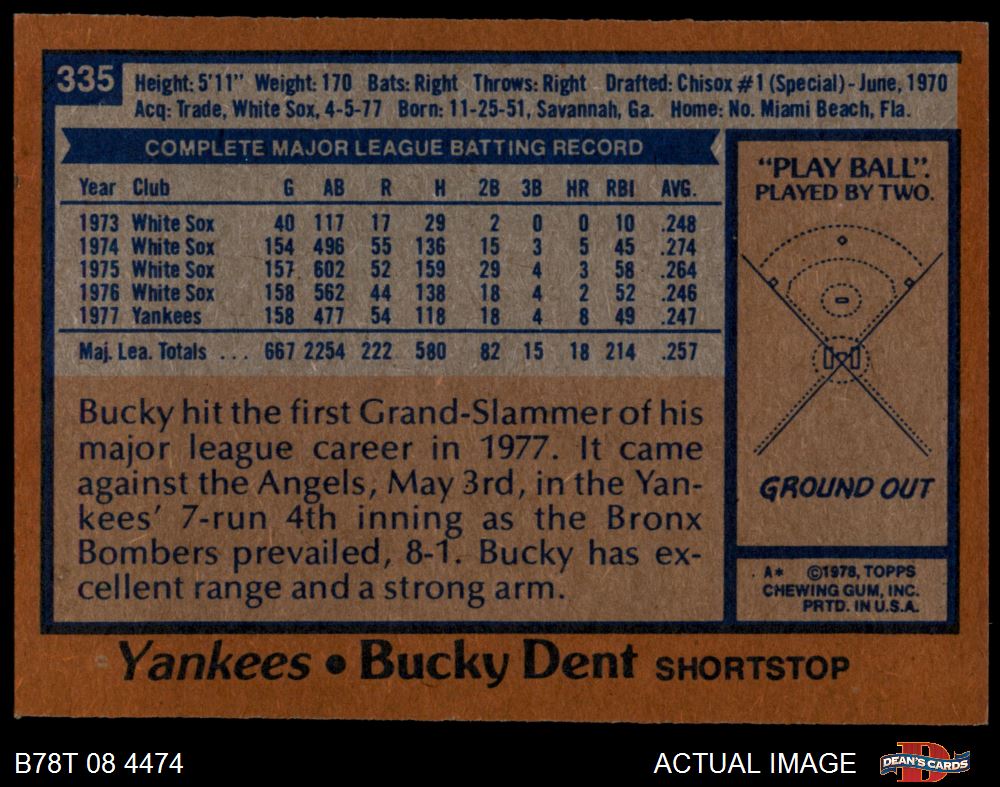 335
Height: 5'11" Weight: 170 Bats: Right Throws: Right Drafted: Chisox #1 (Special) - June, 1970
Acq: Trade, White Sox, 4-5-77 Born: 11-25-51, Savannah, Ga. Home: No. Miami Beach, Fla.
COMPLETE MAJOR LEAGUE BATTING RECORD
Year Club G AB R H 2B 3B HR RBI AVG.
1973 White Sox 40 117 17 29 2 0 0 10 .248
1974 White Sox 154 496 55 136 15 3 5 45 .274
1975 White Sox 157 602 52 159 29 4 3 58 .264
1976 White Sox 158 562 44 138 18 4 2 52 .246
1977 Yankees 158 477 54 118 18 4 8 49 .247
Maj. Lea. Totals ... 667 2254 222 580 82 15 18 214 .257
Bucky hit the first Grand-Slammer of his
major league career in 1977. It came
against the Angels, May 3rd, in the Yan-
kees' 7-run 4th inning as the Bronx
Bombers prevailed, 8-1. Bucky has ex-
cellent range and a strong arm.
"PLAY BALL".
PLAYED BY TWO.
GROUND OUT
A* ©1978, TOPPS
CHEWING GUM, INC.
PRTD. IN U.S.A.
Yankees • Bucky Dent SHORTSTOP
B78T 08 4474
ACTUAL IMAGE
DEAN'S CARDS